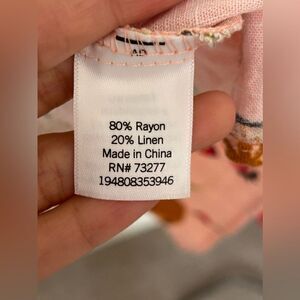 80% Rayon
20% Linen
Made in China
RN# 73277
194808353946